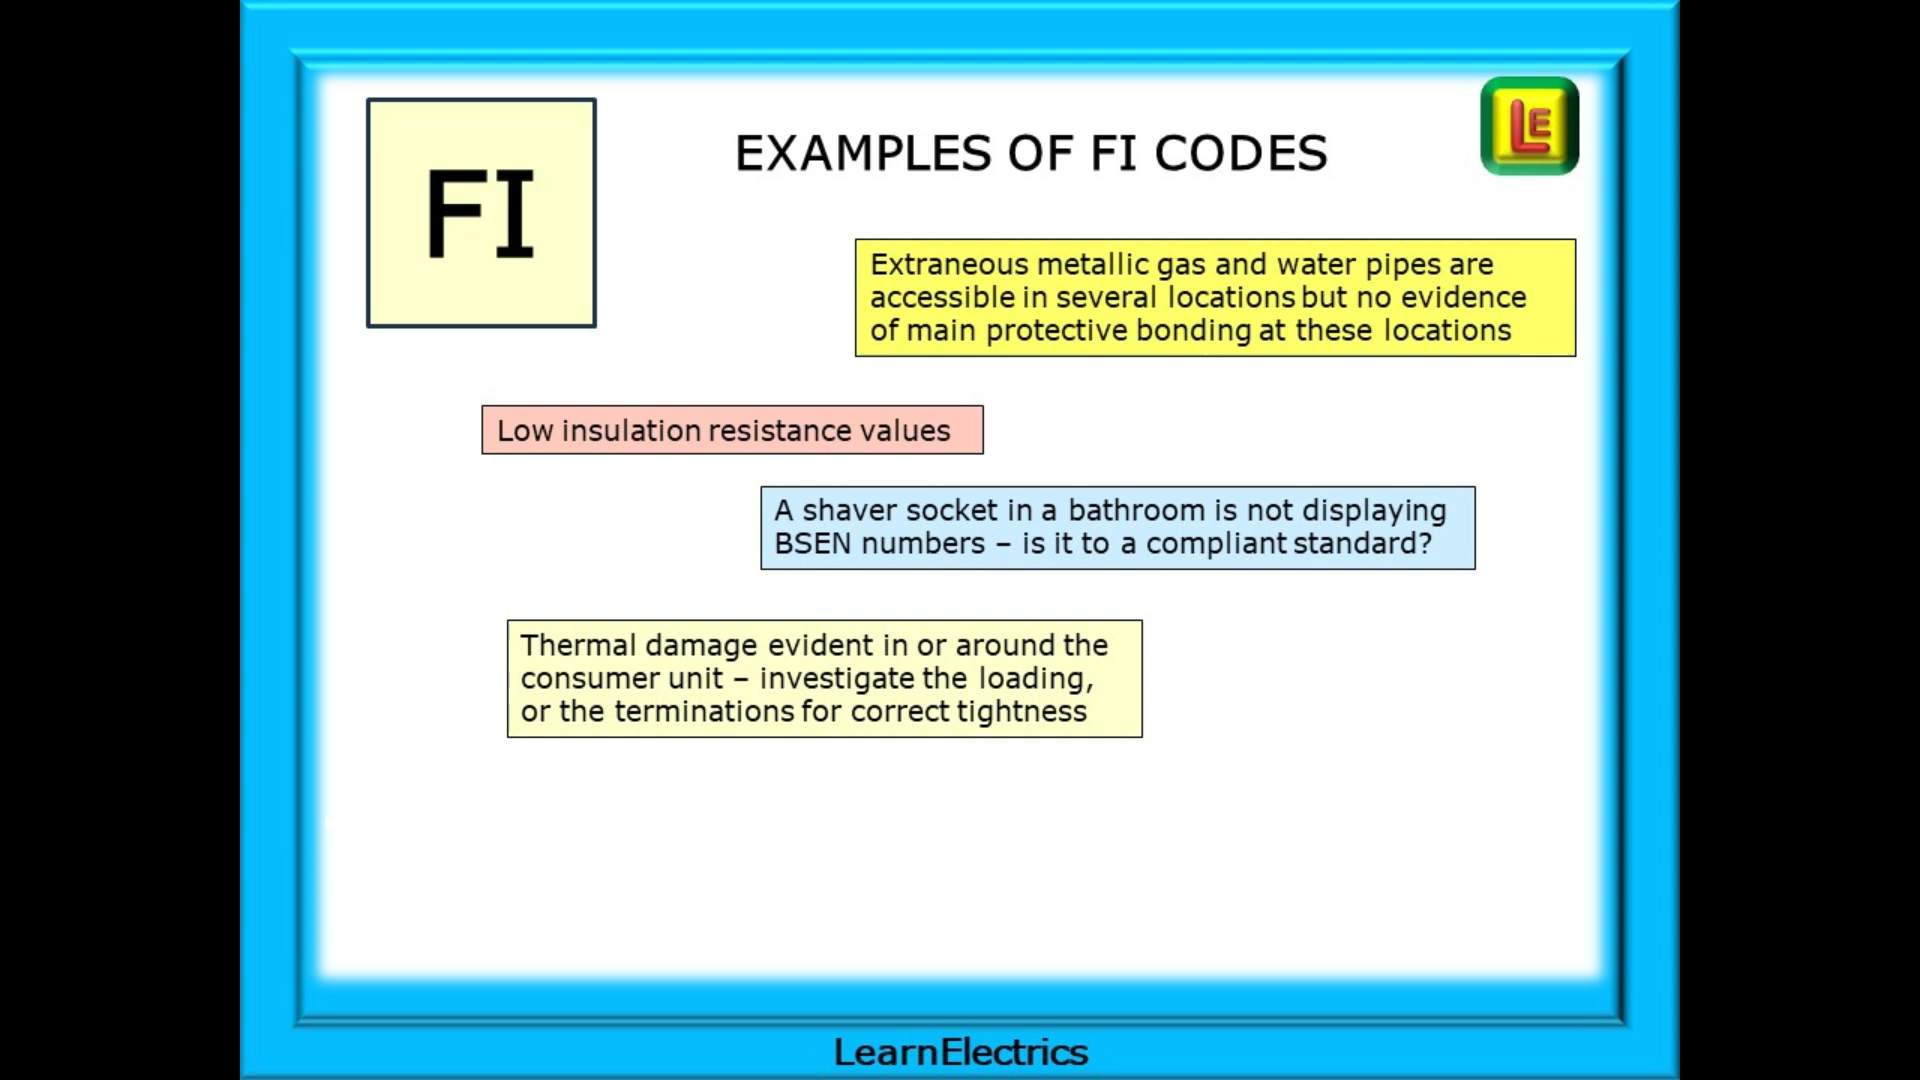 FI
EXAMPLES OF FI CODES
LE
Extraneous metallic gas and water pipes are
accessible in several locations but no evidence
of main protective bonding at these locations
Low insulation resistance values
A shaver socket in a bathroom is not displaying
BSEN numbers – is it to a compliant standard?
Thermal damage evident in or around the
consumer unit – investigate the loading,
or the terminations for correct tightness
LearnElectrics